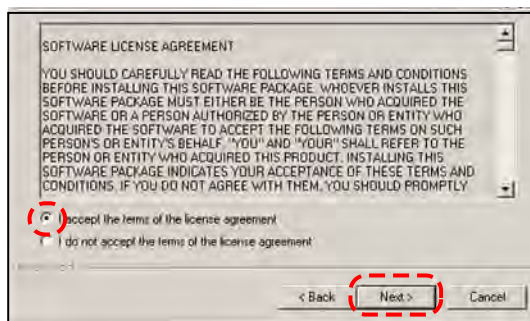 SOFTWARE LICENSE AGREEMENT
YOU SHOULD CAREFULLY READ THE FOLLOWING TERMS AND CONDITIONS
BEFORE INSTALLING THIS SOFTWARE PACKAGE. WHOEVER INSTALLS THIS
SOFTWARE PACKAGE MUST EITHER BE THE PERSON WHO ACQUIRED THE
SOFTWARE OR A PERSON AUTHORIZED BY THE PERSON OR ENTITY WHO
ACQUIRED THE SOFTWARE TO ACCEPT THE FOLLOWING TERMS ON SUCH
PERSON'S OR ENTITY'S BEHALF. "YOU" AND "YOUR" SHALL REFER TO THE
PERSON OR ENTITY WHO ACQUIRED THIS PRODUCT. INSTALLING THIS
SOFTWARE PACKAGE INDICATES YOUR ACCEPTANCE OF THESE TERMS AND
CONDITIONS. IF YOU DO NOT AGREE WITH THEM, YOU SHOULD PROMPTLY
I accept the terms of the license agreement
I do not accept the terms of the license agreement
< Back Next > Cancel